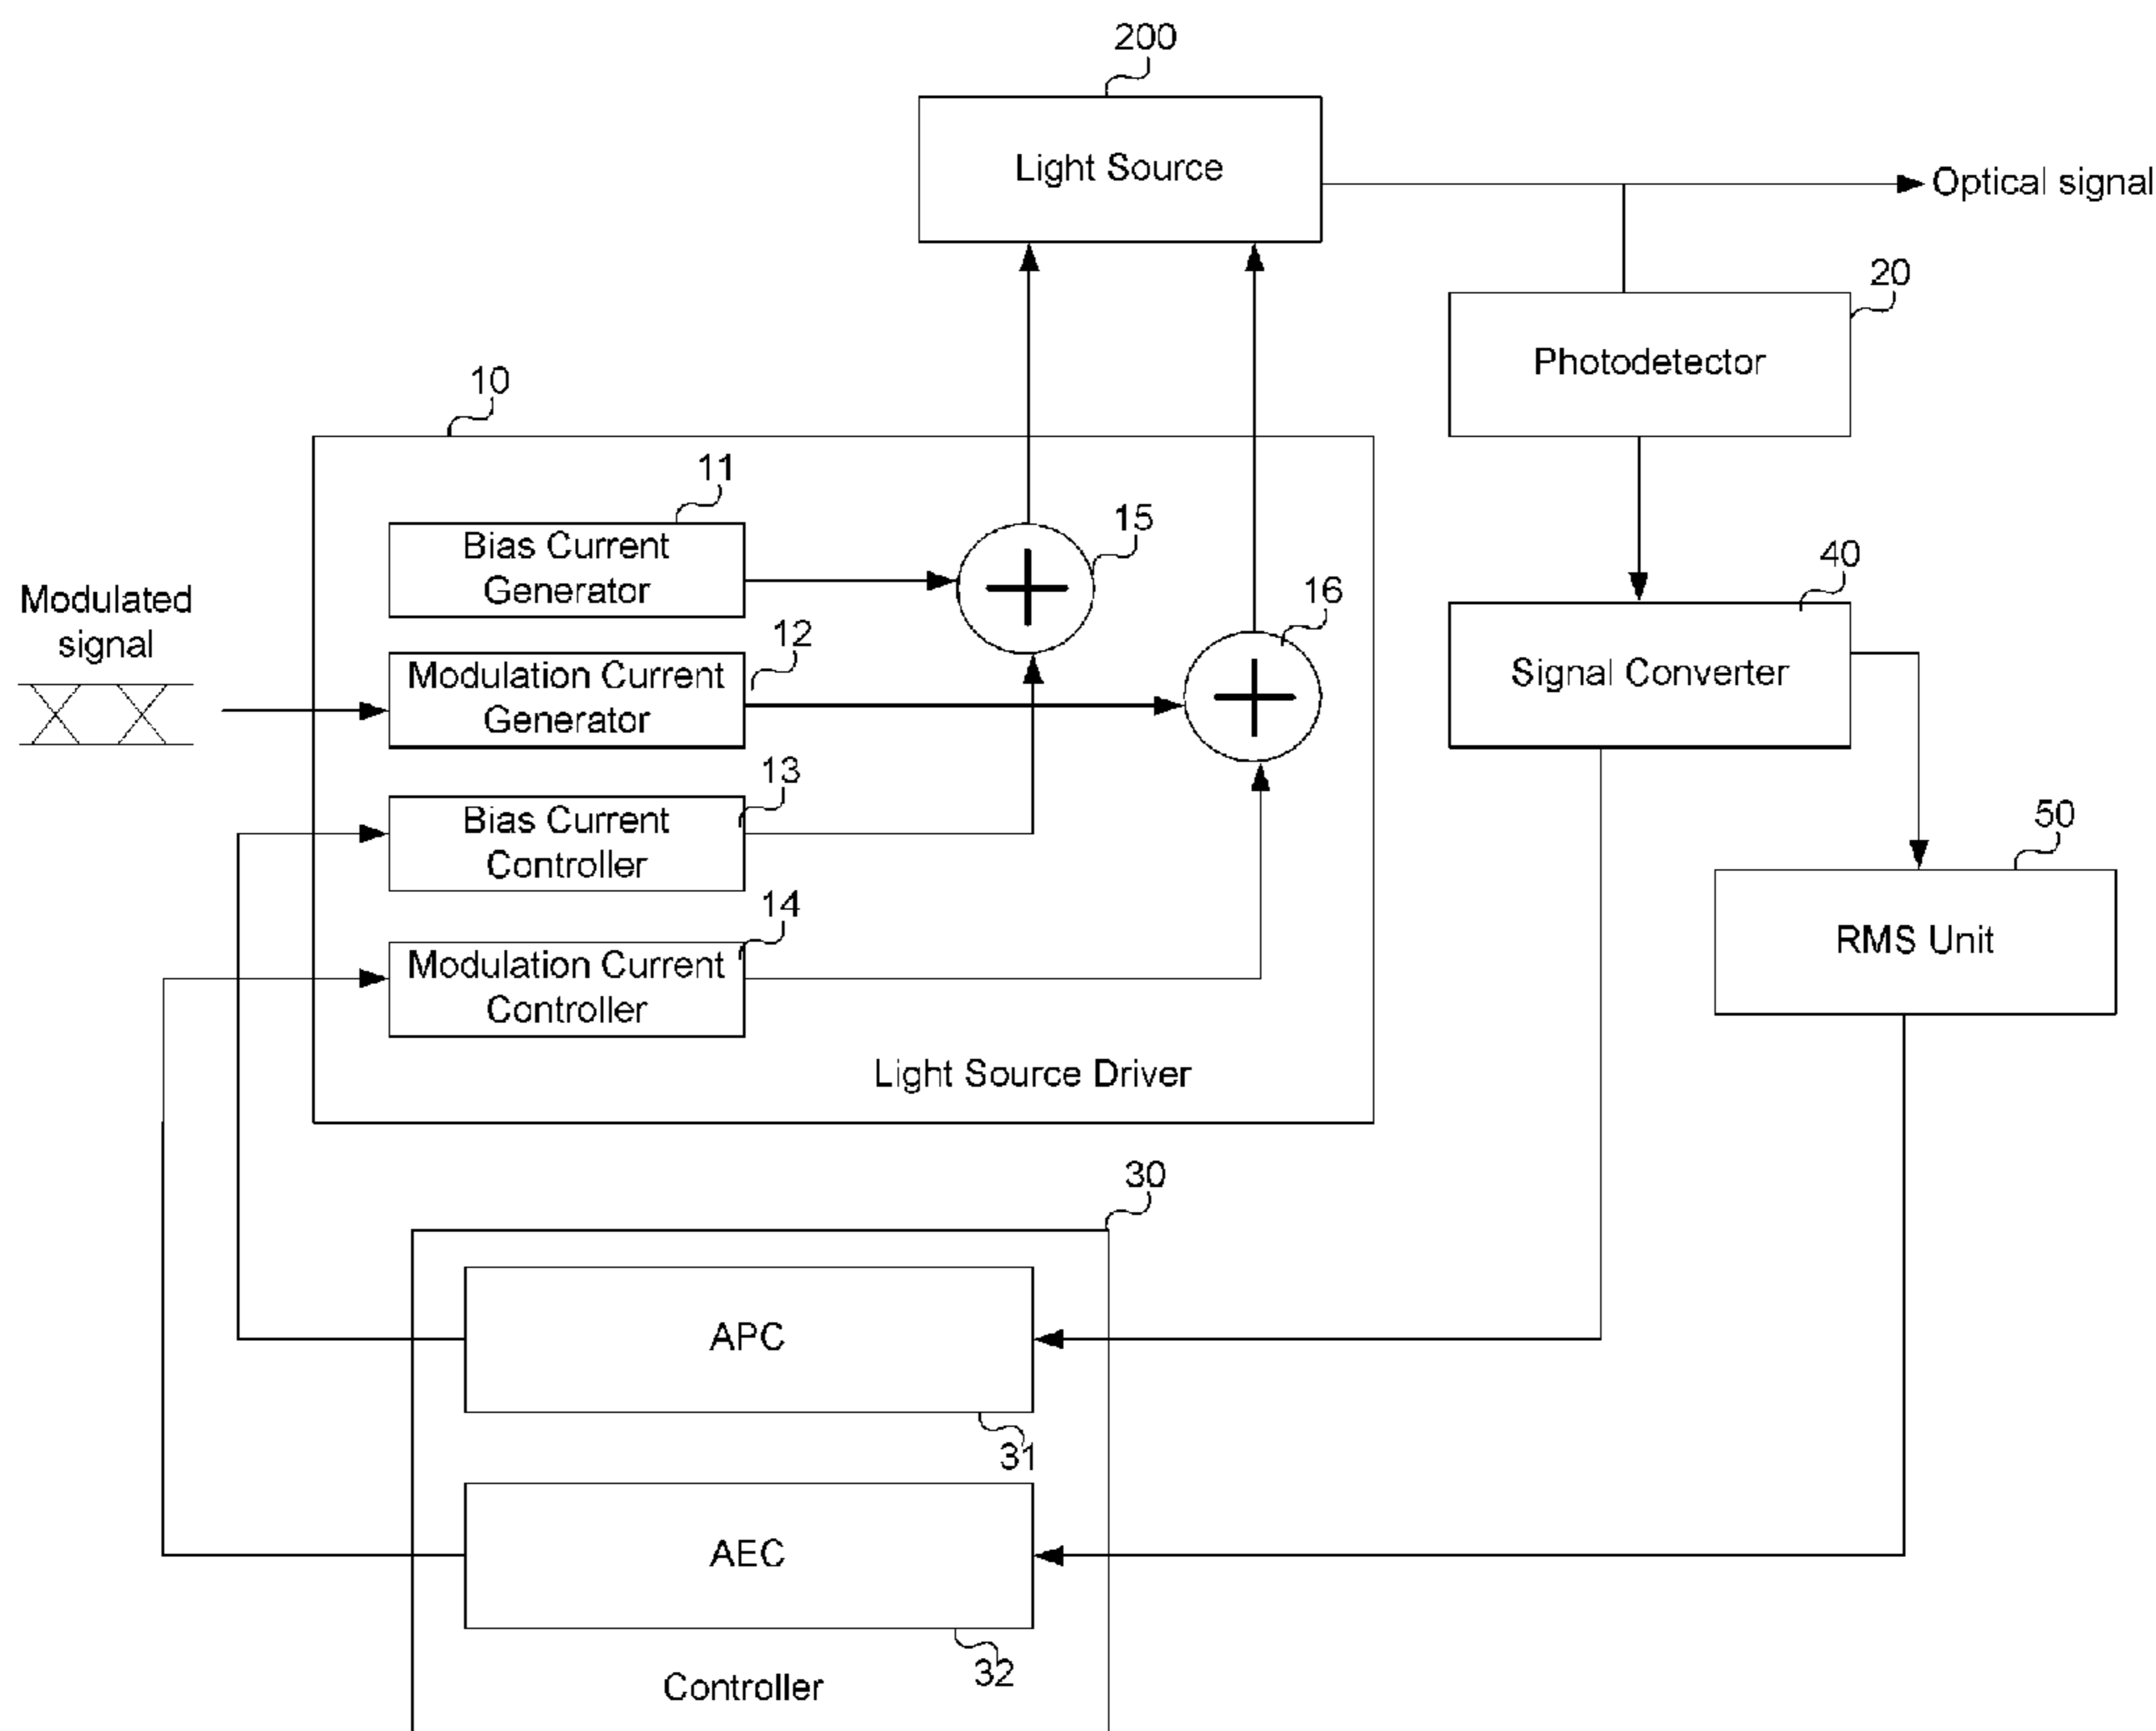 200
Light Source
Optical signal
20
Photodetector
10
11
Bias Current
Generator
15
40
Modulated
signal
12
Modulation Current
Generator
16
Signal Converter
13
Bias Current
Controller
50
14
Modulation Current
Controller
RMS Unit
Light Source Driver
30
APC
31
AEC
32
Controller